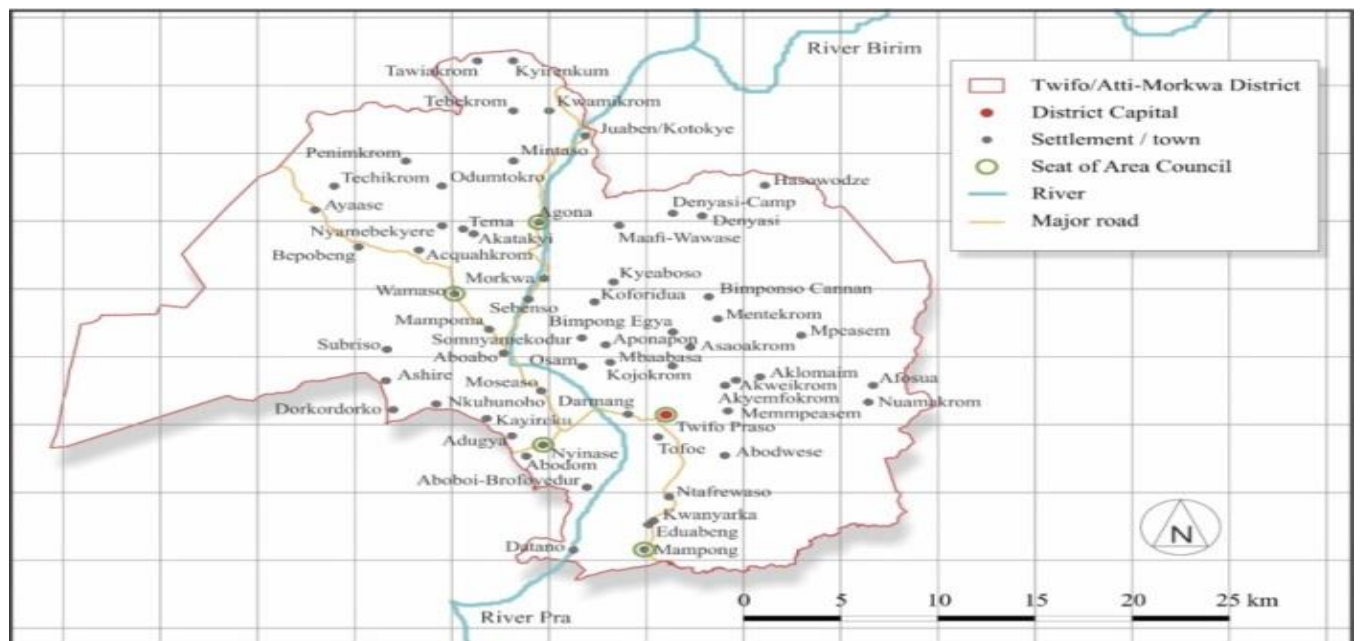 River Birim
Tawiakrom
Kyirenkum
Tebekrom
Kwamikrom
Juaben/Kotokye
Penimkrom
Mintaso
Techikrom
Odumtokro
Hasowodze
Ayaase
Agona
Denyasi-Camp
Denyasi
Nyamebekyere
Tema
Akatakyi
Maafi-Wawase
Bepobeng
Acquahkrom
Morkwa
Kyeaboso
Wamaso
Sebenso
Koforidua
Bimponso Cannan
Mampoma
Bimpong Egya
Mentekrom
Somnyamekodur
Aponapon
Mpeasem
Subriso
Aboabo
Osam
Mbaabasa
Asaoakrom
Ashire
Moseaso
Kojokrom
Aklomaim
Akweikrom
Afosua
Dorkordorko
Nkuhunoho
Darmang
Akyemfokrom
Nuamakrom
Kayireku
Memmpeasem
Twifo Praso
Adugya
Nyinase
Tofoe
Abodwese
Abodom
Aboboi-Brofoyedur
Ntafrewaso
Kwanyarka
Eduabeng
Datano
Mampong
River Pra
Twifo/Atti-Morkwa District
District Capital
Settlement / town
Seat of Area Council
River
Major road
N
0 5 10 15 20 25 km